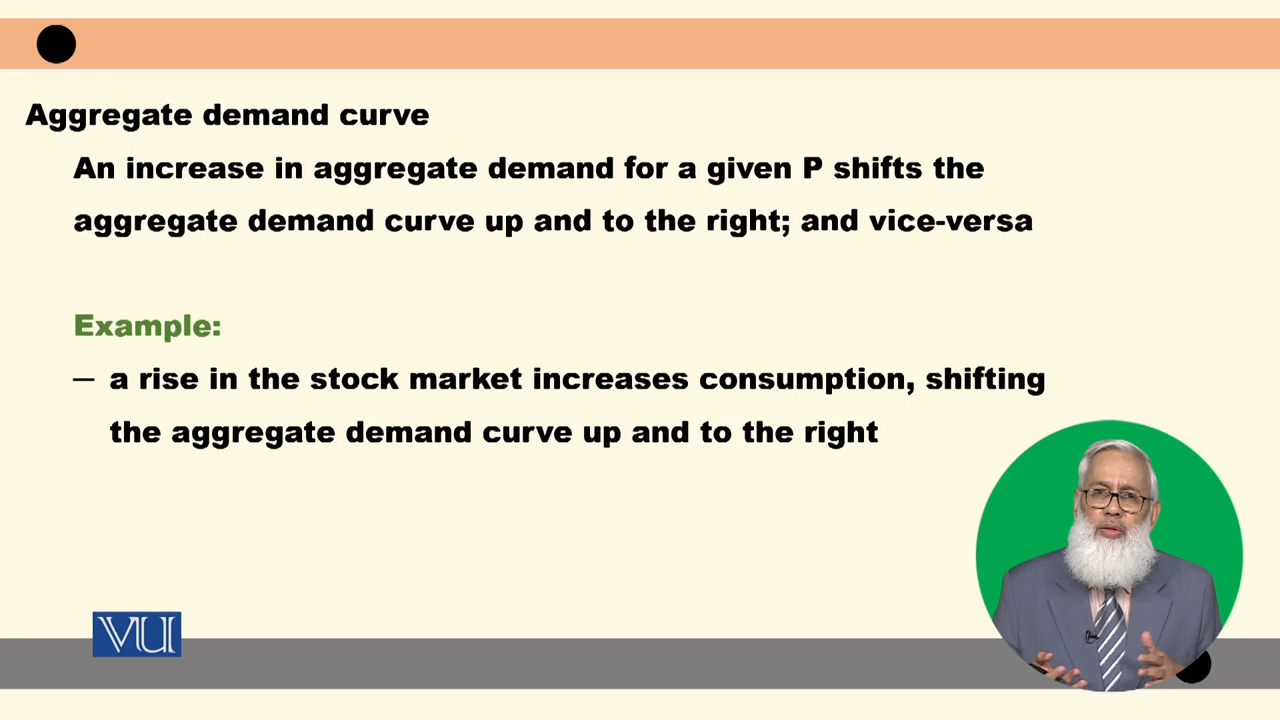 Aggregate demand curve
An increase in aggregate demand for a given P shifts the
aggregate demand curve up and to the right; and vice-versa
Example:
– a rise in the stock market increases consumption, shifting
the aggregate demand curve up and to the right
VU